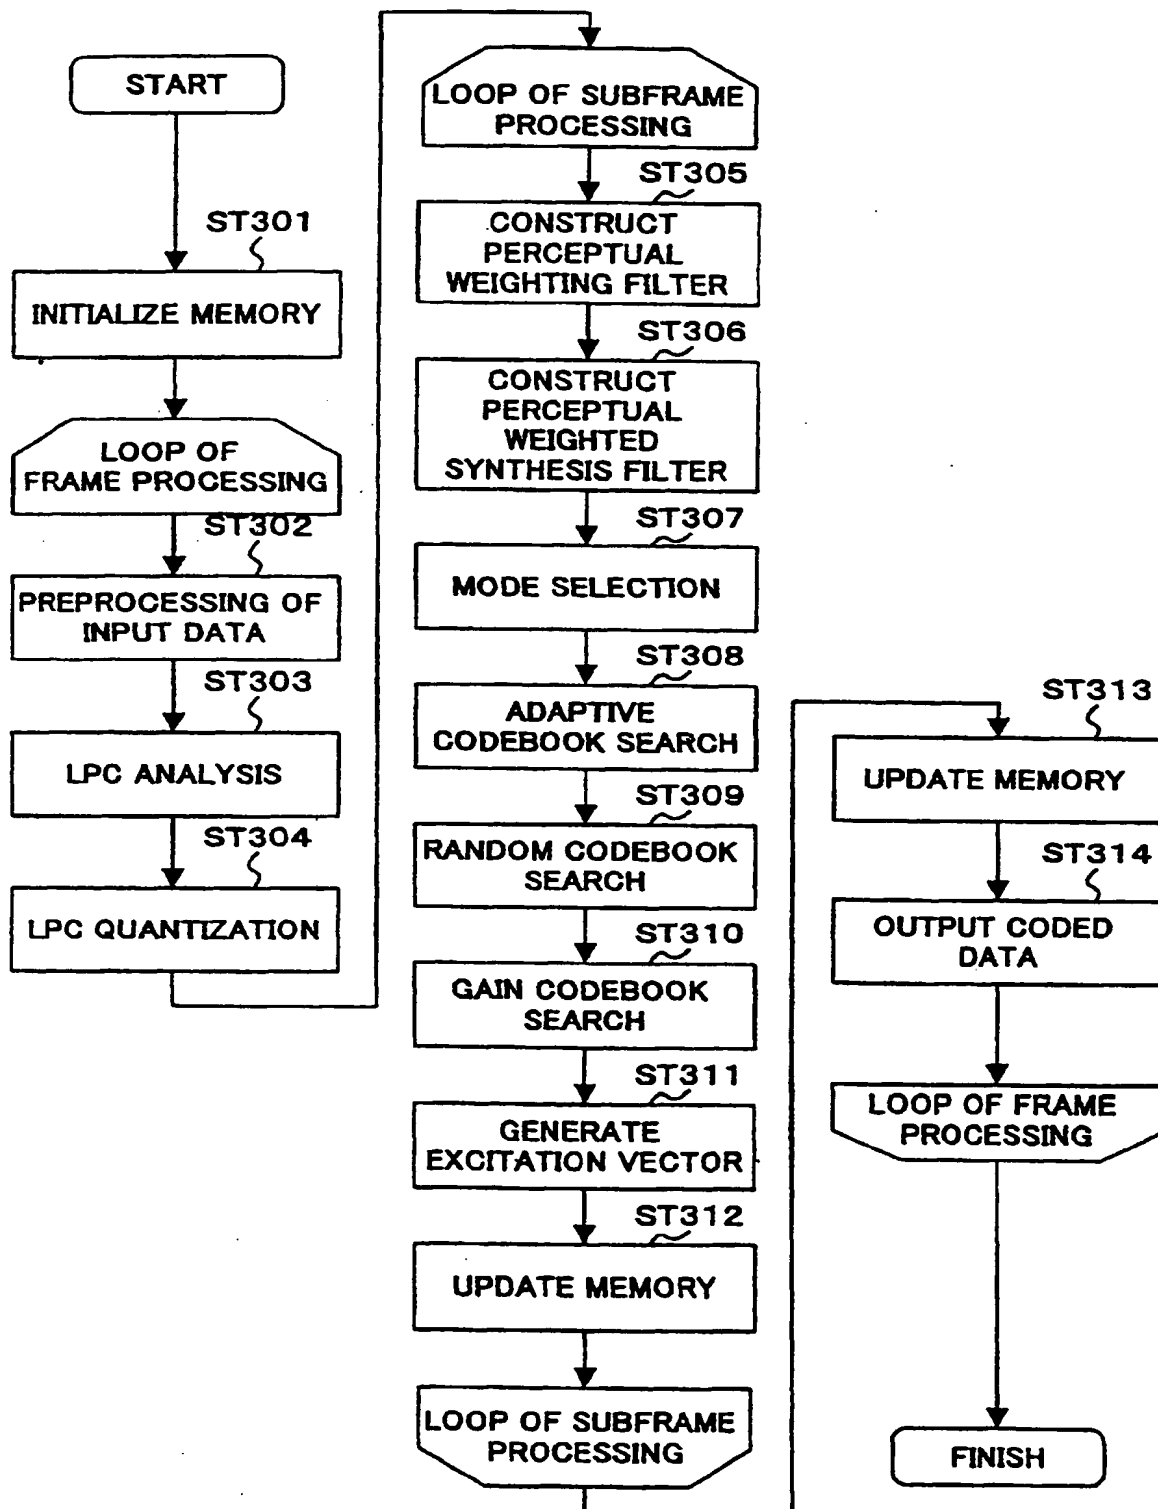 START
ST301
INITIALIZE MEMORY
LOOP OF
FRAME PROCESSING
ST302
PREPROCESSING OF
INPUT DATA
ST303
LPC ANALYSIS
ST304
LPC QUANTIZATION
LOOP OF SUBFRAME
PROCESSING
ST305
CONSTRUCT
PERCEPTUAL
WEIGHTING FILTER
ST306
CONSTRUCT
PERCEPTUAL
WEIGHTED
SYNTHESIS FILTER
ST307
MODE SELECTION
ST308
ADAPTIVE
CODEBOOK SEARCH
ST309
RANDOM CODEBOOK
SEARCH
ST310
GAIN CODEBOOK
SEARCH
ST311
GENERATE
EXCITATION VECTOR
ST312
UPDATE MEMORY
LOOP OF SUBFRAME
PROCESSING
ST313
UPDATE MEMORY
ST314
OUTPUT CODED
DATA
LOOP OF FRAME
PROCESSING
FINISH